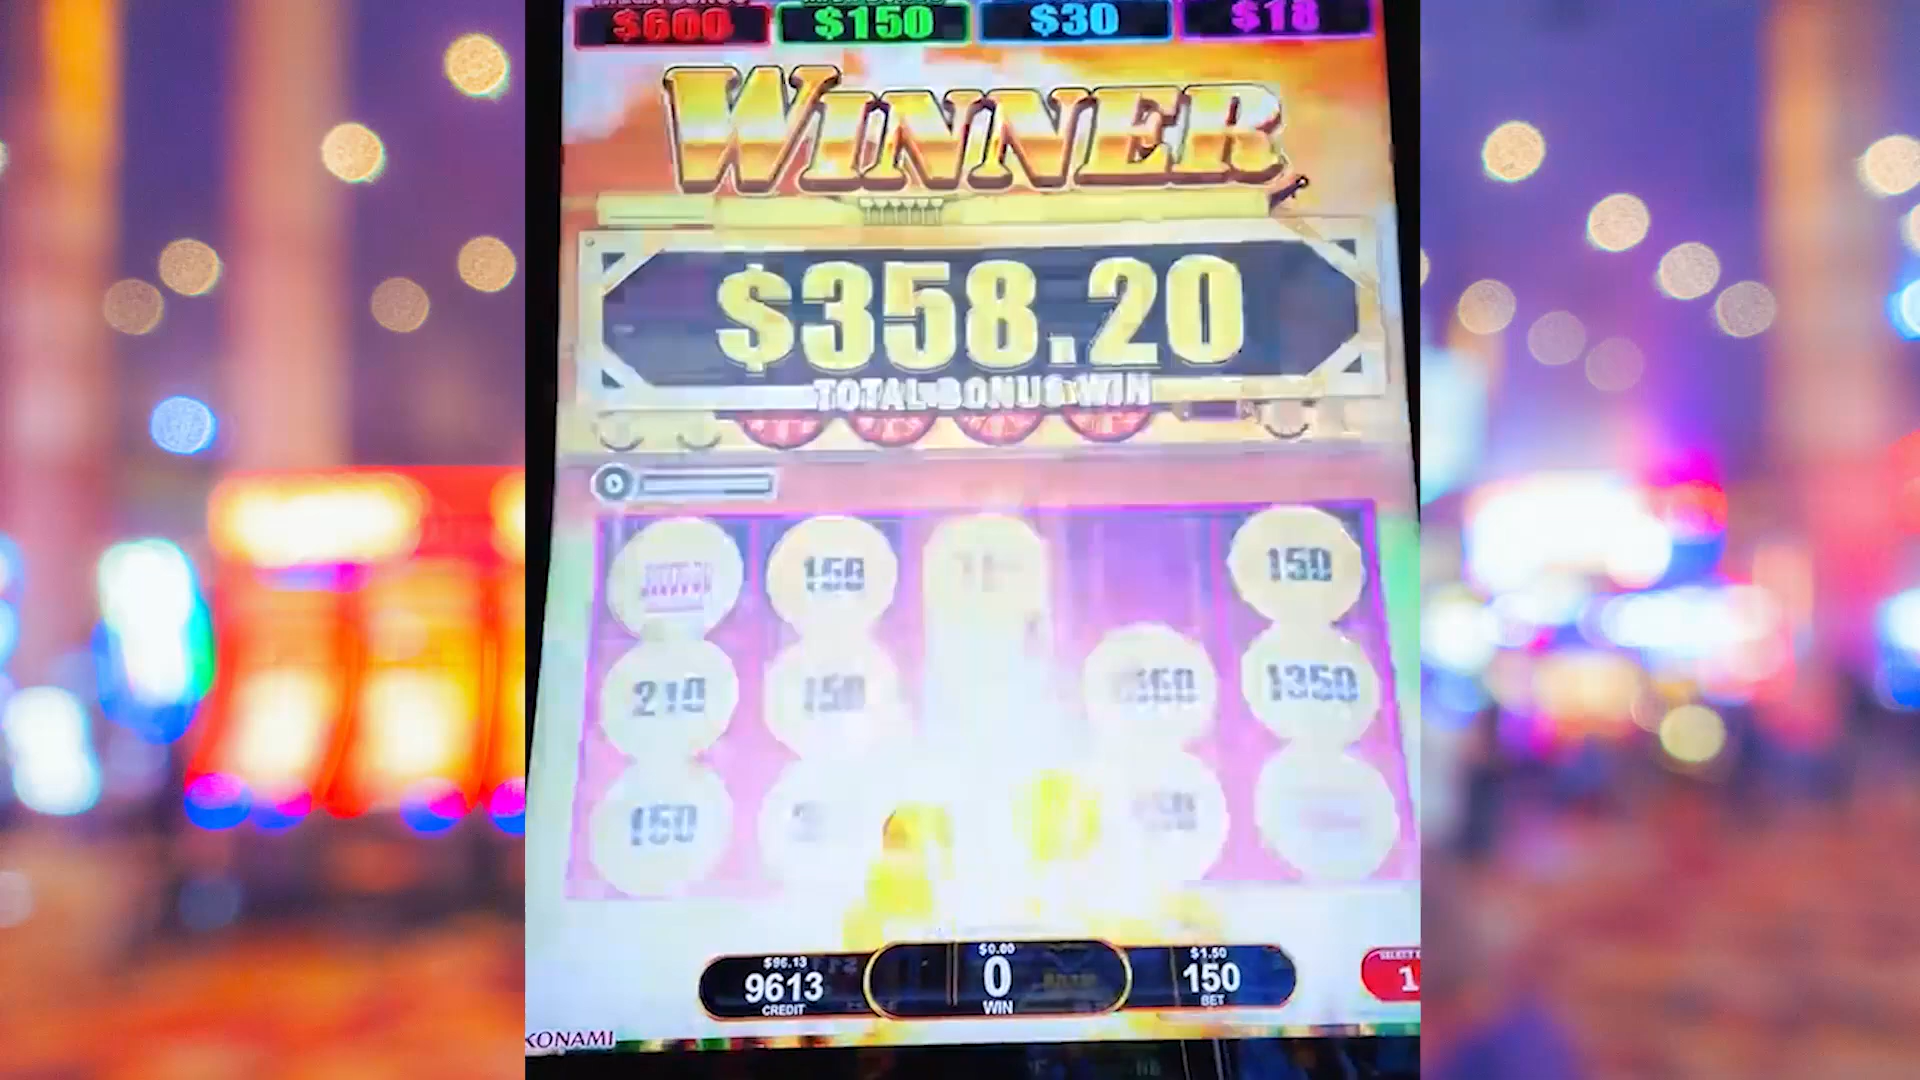 $600 $150 $30 $18
WINNER
$358.20
TOTAL BONUS WIN
150 150
210 150 1350
150
$96.13 $0.00 $1.50
9613 0 150
CREDIT WIN BET
1
KONAMI